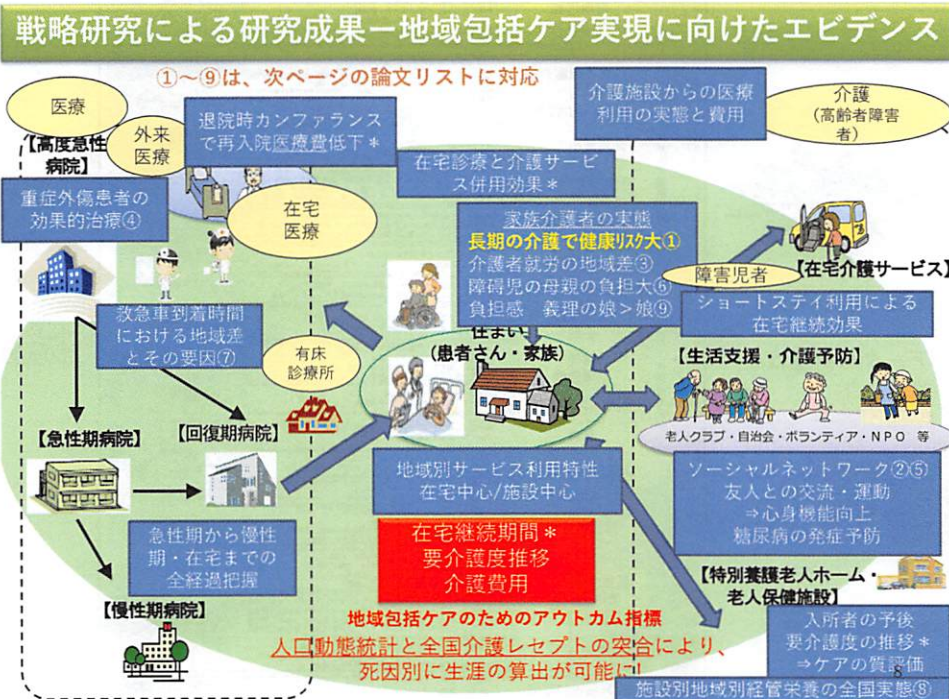 戦略研究による研究成果ー地域包括ケア実現に向けたエビデンス
①～⑨は、次ページの論文リストに対応
医療
【高度急性
病院】
外来
医療
退院時カンファランス
で再入院医療費低下＊
介護施設からの医療
利用の実態と費用
介護
(高齢者障害
者)
在宅診療と介護サービ
ス併用効果＊
重症外傷患者の
効果的治療④
在宅
医療
家族介護者の実態
長期の介護で健康リスク大①
介護者就労の地域差③
障碍児の母親の負担大⑥
負担感　義理の娘＞娘⑨
【在宅介護サービス】
障害児者
ショートステイ利用による
在宅継続効果
救急車到着時間
における地域差
とその要因⑦
有床
診療所
住まい
(患者さん・家族)
【生活支援・介護予防】
老人クラブ・自治会・ボランティア・NPO 等
【急性期病院】
【回復期病院】
地域別サービス利用特性
在宅中心/施設中心
ソーシャルネットワーク②⑤
友人との交流・運動
⇒心身機能向上
糖尿病の発症予防
在宅継続期間＊
要介護度推移
介護費用
急性期から慢性
期・在宅までの
全経過把握
【特別養護老人ホーム・
老人保健施設】
【慢性期病院】
地域包括ケアのためのアウトカム指標
人口動態統計と全国介護レセプトの突合により、
死因別に生涯の算出が可能に
入所者の予後
要介護度の推移＊
⇒ケアの質評価
8
施設別地域別経管栄養の全国実態⑧